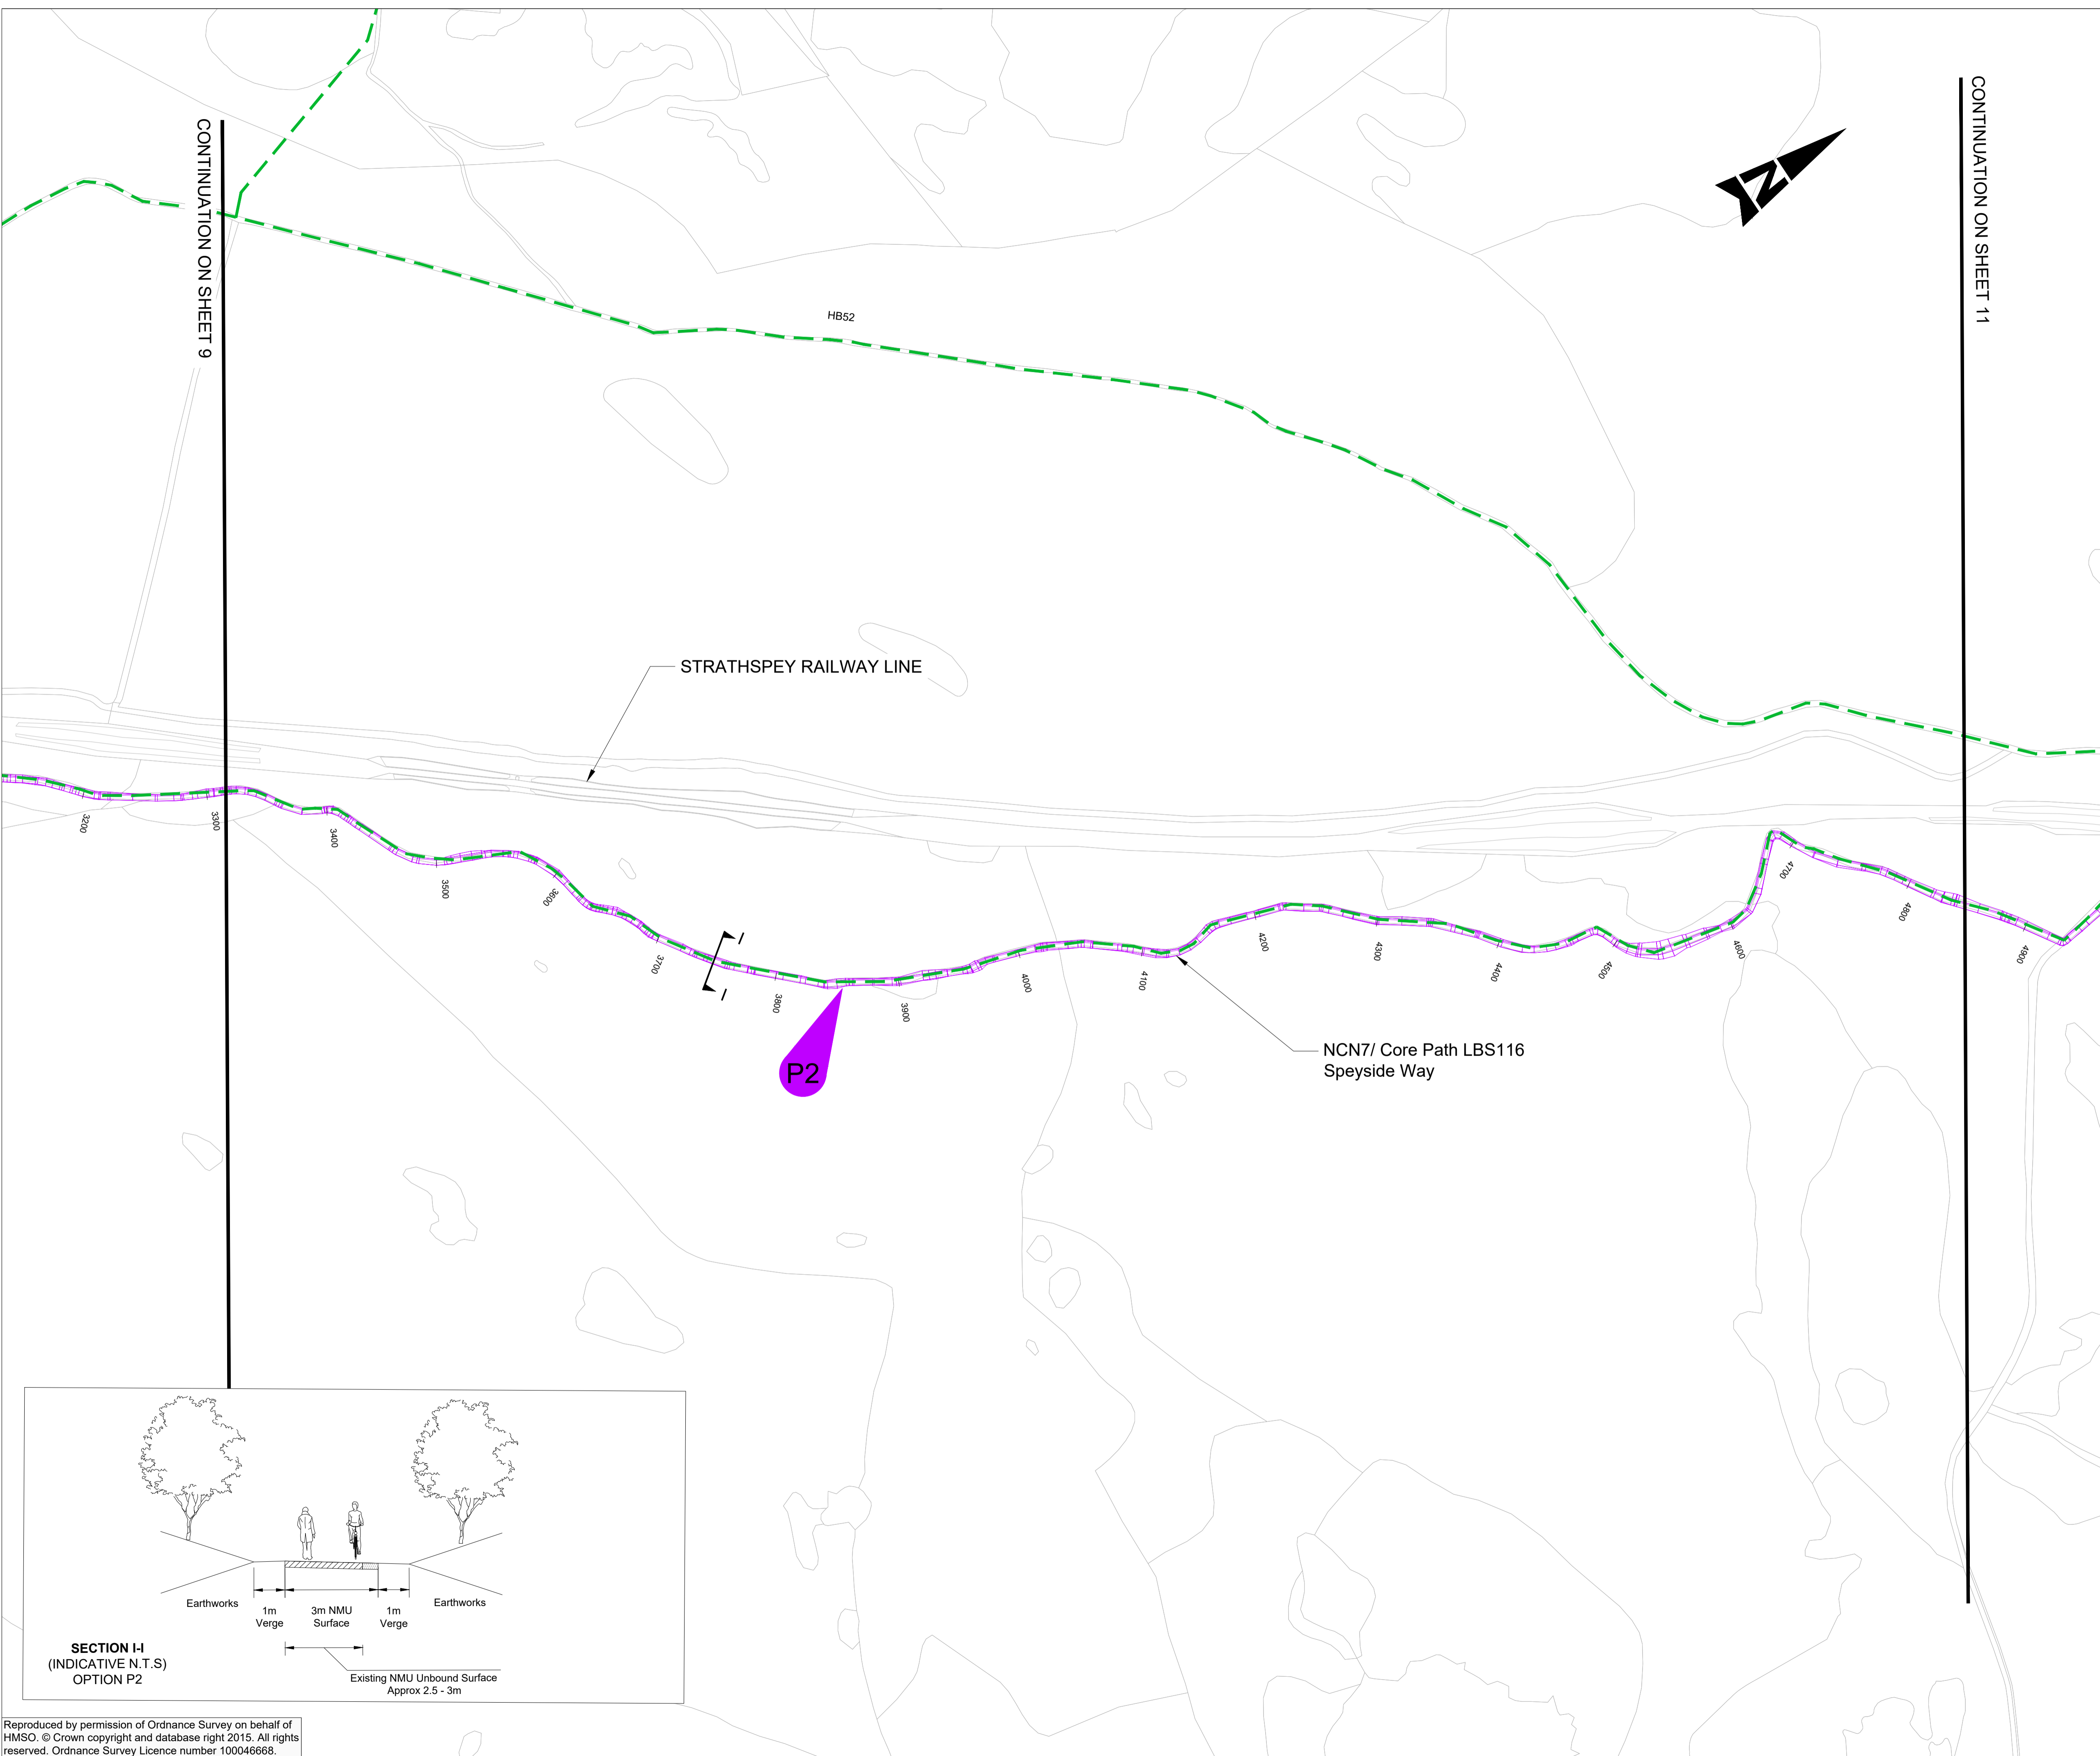 CONTINUATION ON SHEET 9
CONTINUATION ON SHEET 11
N
HB52
STRATHSPEY RAILWAY LINE
3200
3300
3400
3500
3600
3700
3800
3900
4000
4100
4200
4300
4400
4500
4600
4700
4800
4900
I
I
P2
NCN7/ Core Path LBS116
Speyside Way
Earthworks
1m
Verge
3m NMU
Surface
1m
Verge
Earthworks
SECTION I-I
(INDICATIVE N.T.S)
OPTION P2
Existing NMU Unbound Surface
Approx 2.5 - 3m
Reproduced by permission of Ordnance Survey on behalf of
HMSO. © Crown copyright and database right 2015. All rights
reserved. Ordnance Survey Licence number 100046668.